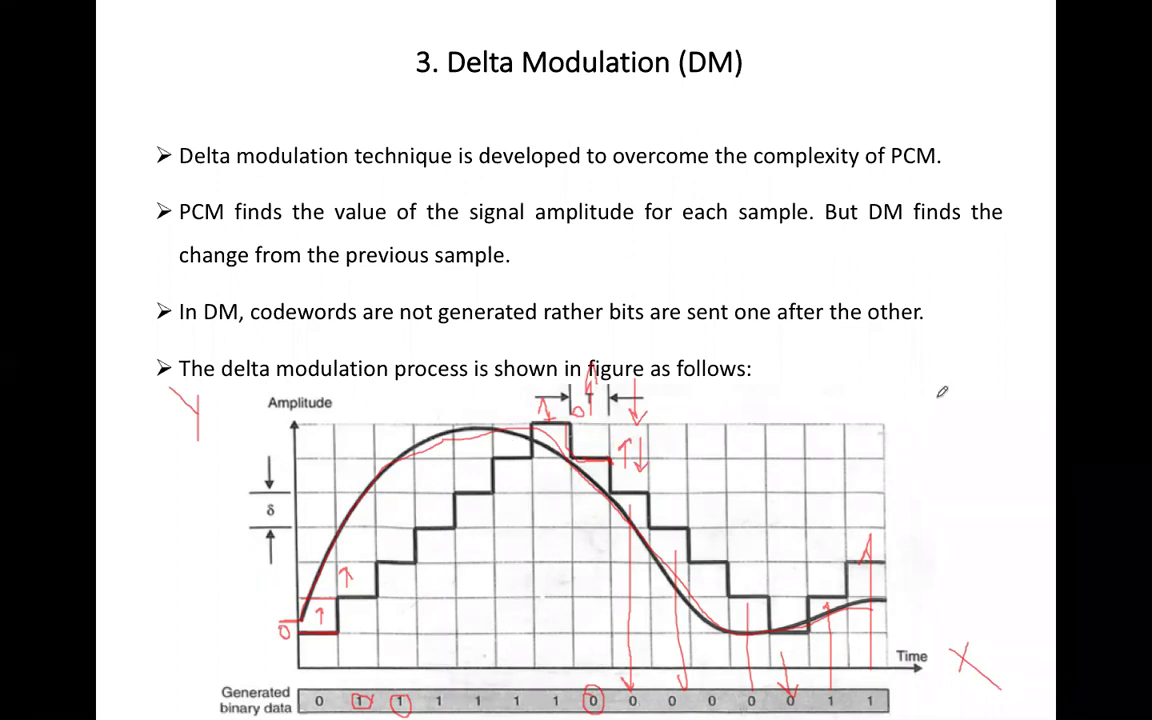 3. Delta Modulation (DM)
➢ Delta modulation technique is developed to overcome the complexity of PCM.
➢ PCM finds the value of the signal amplitude for each sample. But DM finds the
change from the previous sample.
➢ In DM, codewords are not generated rather bits are sent one after the other.
➢ The delta modulation process is shown in figure as follows:
Y
Amplitude
1 0 T
δ
0
Time
X
Generated
binary data
0 1 1 1 1 1 1 0 0 0 0 0 0 1 1